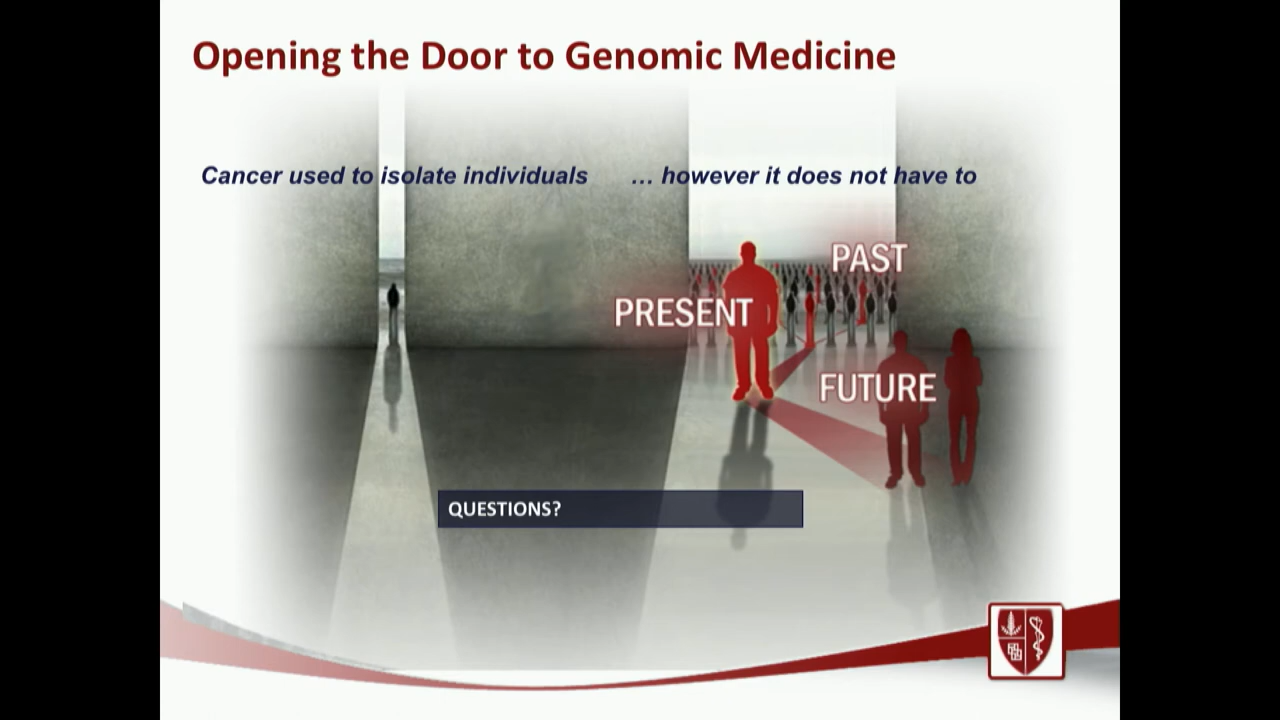 Opening the Door to Genomic Medicine
Cancer used to isolate individuals
… however it does not have to
PAST
PRESENT
FUTURE
QUESTIONS?